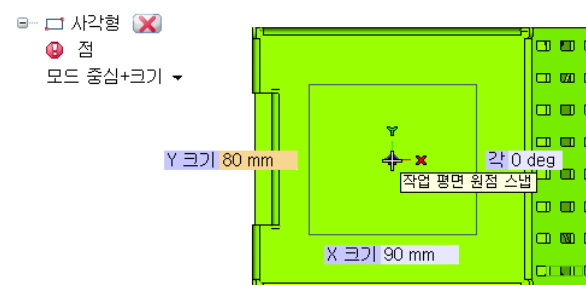 사각형
점
모드 중심+크기
Y
Y 크기 80 mm
X
각 0 deg
작업 평면 원점 스냅
X 크기 90 mm